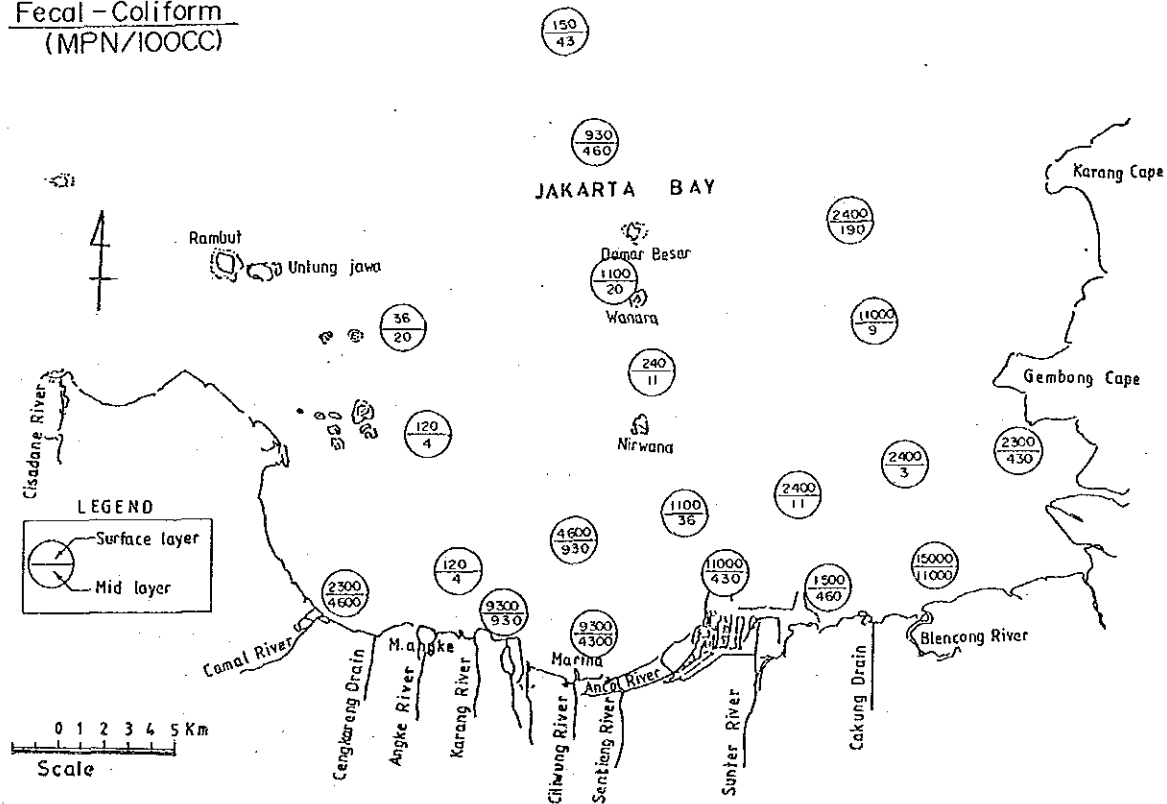 Fecal-Coliform
(MPN/100CC)
150
43
930
460
JAKARTA BAY
Karang Cape
2400
190
Rambut
Untung jawa
Damar Besar
1100
20
Wanara
36
20
11000
9
240
11
Gembong Cape
Cisadane River
120
4
Nirwana
2400
3
2300
430
LEGEND
Surface layer
Mid layer
2400
11
1100
36
4600
930
120
4
2300
4600
9300
930
11000
430
1500
460
15000
11000
9300
4300
Camal River
M.angke
Marina
Ancol River
Blencong River
Cengkarang Drain
Angke River
Karang River
Ciliwung River
Sentiang River
Sunter River
Cakung Drain
0 1 2 3 4 5 Km
Scale